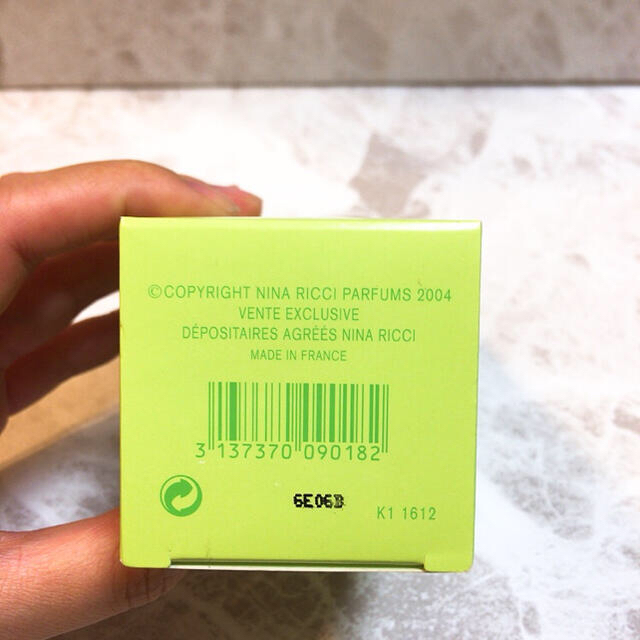 ©COPYRIGHT NINA RICCI PARFUMS 2004
VENTE EXCLUSIVE
DÉPOSITAIRES AGRÉÉS NINA RICCI
MADE IN FRANCE
3 137370 090182
6E06B
K1 1612